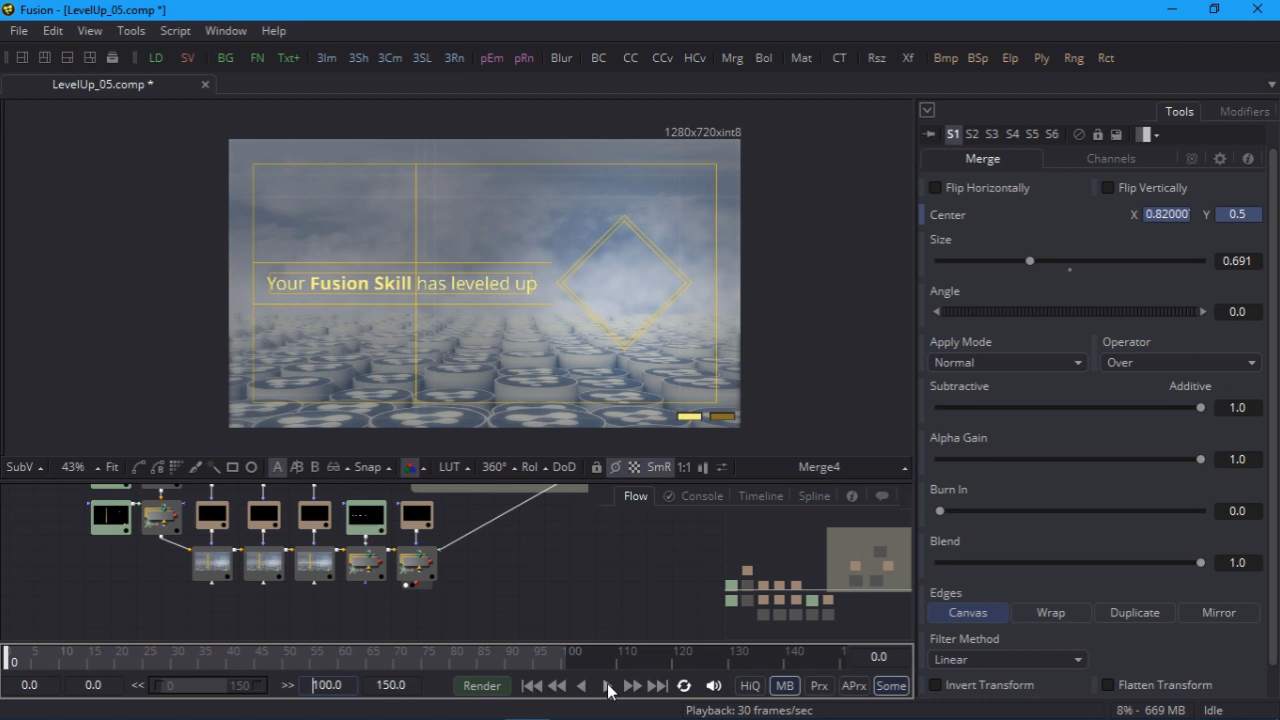 Fusion - [LevelUp_05.comp *]
File Edit View Tools Script Window Help
LD SV BG FN Txt+ 3Im 3Sh 3Cm 3SL 3Rn pEm pRn Blur BC CC CCv HCv Mrg Bol Mat CT Rsz Xf Bmp BSp Elp Ply Rng Rct
LevelUp_05.comp *
1280x720xint8
Your Fusion Skill has leveled up
SubV 43% Fit A B Snap LUT 360° RoI DoD SmR 1:1 Merge4
Flow Console Timeline Spline
0 5 10 15 20 25 30 35 40 45 50 55 60 65 70 75 80 85 90 95 100 110 120 130 140 0.0
0.0 0.0 << 0 150 >> 100.0 150.0 Render HiQ MB Prx APrx Some
Playback: 30 frames/sec 8% - 669 MB Idle
Tools Modifiers
S1 S2 S3 S4 S5 S6
Merge Channels
Flip Horizontally Flip Vertically
Center X 0.82000 Y 0.5
Size
0.691
Angle
0.0
Apply Mode Operator
Normal Over
Subtractive Additive
1.0
Alpha Gain
1.0
Burn In
0.0
Blend
1.0
Edges
Canvas Wrap Duplicate Mirror
Filter Method
Linear
Invert Transform Flatten Transform